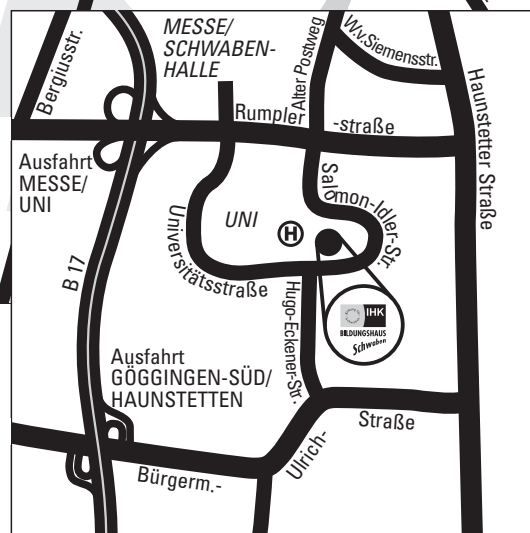 MESSE/
SCHWABEN-
HALLE
Bergiusstr.
Alter Postweg
W.v.Siemensstr.
Haunstetter Straße
Rumpler
-straße
Ausfahrt
MESSE/
UNI
Salomon-Idler-Str.
UNI
H
Universitätsstraße
B 17
Hugo-Eckener-Str.
IHK
BILDUNGSHAUS
Schwaben
Ausfahrt
GÖGGINGEN-SÜD/
HAUNSTETTEN
Straße
Ulrich-
Bürgerm.-